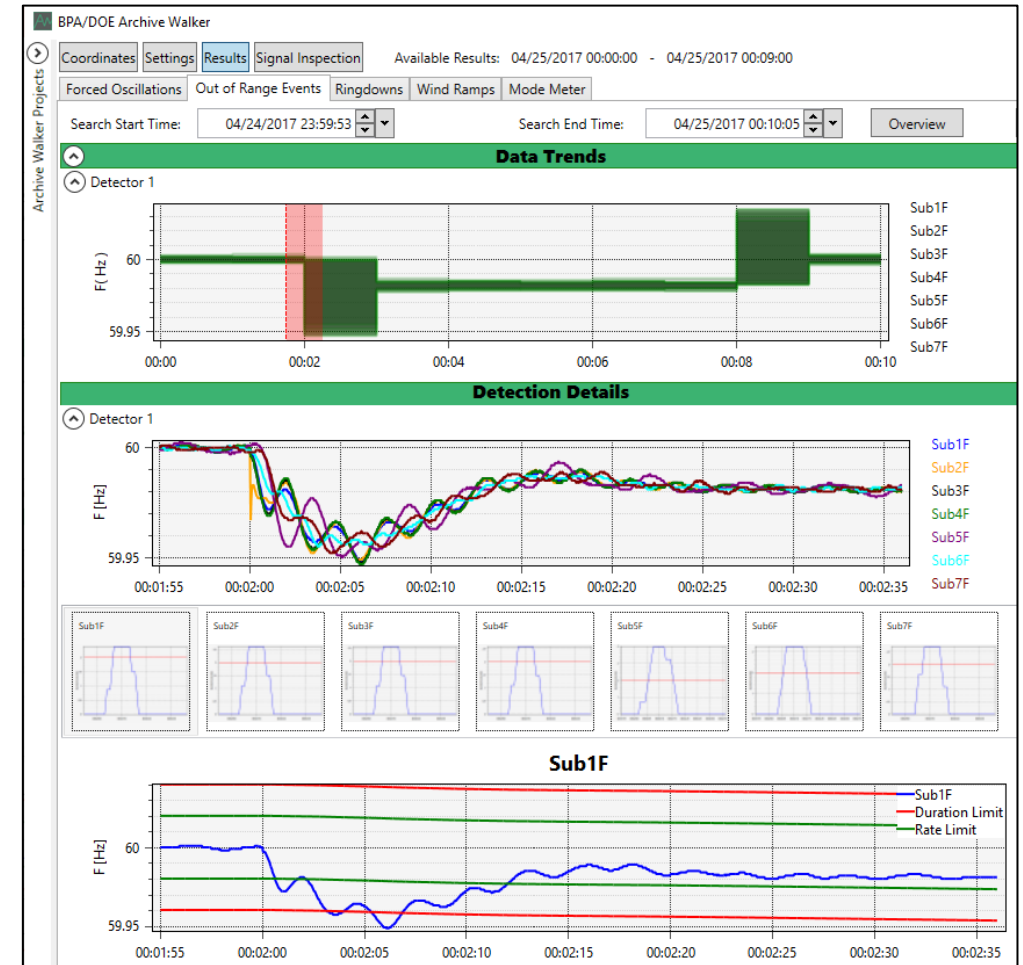 BPA/DOE Archive Walker
Archive Walker Projects
Coordinates Settings Results Signal Inspection Available Results: 04/25/2017 00:00:00 - 04/25/2017 00:09:00
Forced Oscillations Out of Range Events Ringdowns Wind Ramps Mode Meter
Search Start Time: 04/24/2017 23:59:53 Search End Time: 04/25/2017 00:10:05 Overview
Data Trends
Detector 1
F( Hz )
60
59.95
00:00 00:02 00:04 00:06 00:08 00:10
Sub1F
Sub2F
Sub3F
Sub4F
Sub5F
Sub6F
Sub7F
Detection Details
Detector 1
F [Hz]
60
59.95
00:01:55 00:02:00 00:02:05 00:02:10 00:02:15 00:02:20 00:02:25 00:02:30 00:02:35
Sub1F
Sub2F
Sub3F
Sub4F
Sub5F
Sub6F
Sub7F
Sub1F Sub2F Sub3F Sub4F Sub5F Sub6F Sub7F
Sub1F
F [Hz]
60
59.95
Sub1F
Duration Limit
Rate Limit
00:01:55 00:02:00 00:02:05 00:02:10 00:02:15 00:02:20 00:02:25 00:02:30 00:02:35